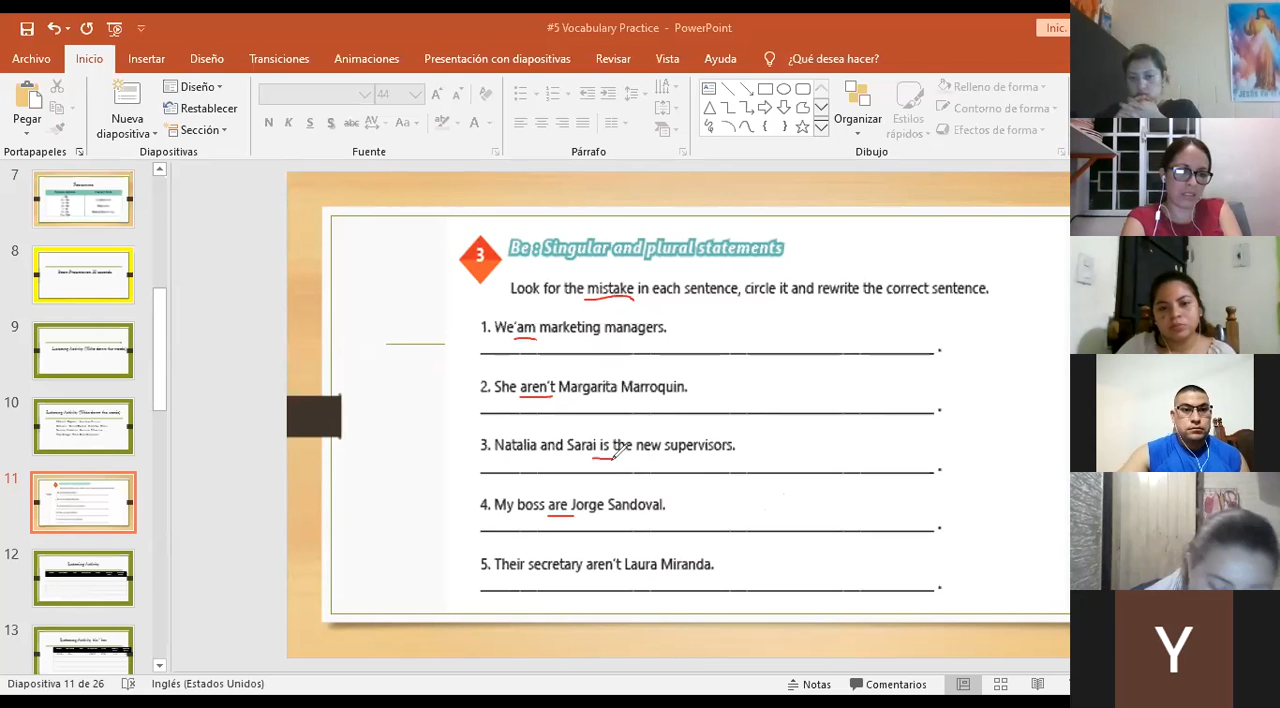 #5 Vocabulary Practice - PowerPoint
Inic.
Archivo Inicio Insertar Diseño Transiciones Animaciones Presentación con diapositivas Revisar Vista Ayuda ¿Qué desea hacer?
Pegar
Nueva diapositiva
Diseño
Restablecer
Sección
44
N K S S abc AV Aa A
Organizar
Estilos rápidos
Relleno de forma
Contorno de forma
Efectos de forma
Portapapeles Diapositivas Fuente Párrafo Dibujo
7
8
9
10
11
12
13
3
Be : Singular and plural statements
Look for the mistake in each sentence, circle it and rewrite the correct sentence.
1. We'am marketing managers.
2. She aren't Margarita Marroquin.
3. Natalia and Sarai is the new supervisors.
4. My boss are Jorge Sandoval.
5. Their secretary aren't Laura Miranda.
Y
Diapositiva 11 de 26 Inglés (Estados Unidos) Notas Comentarios